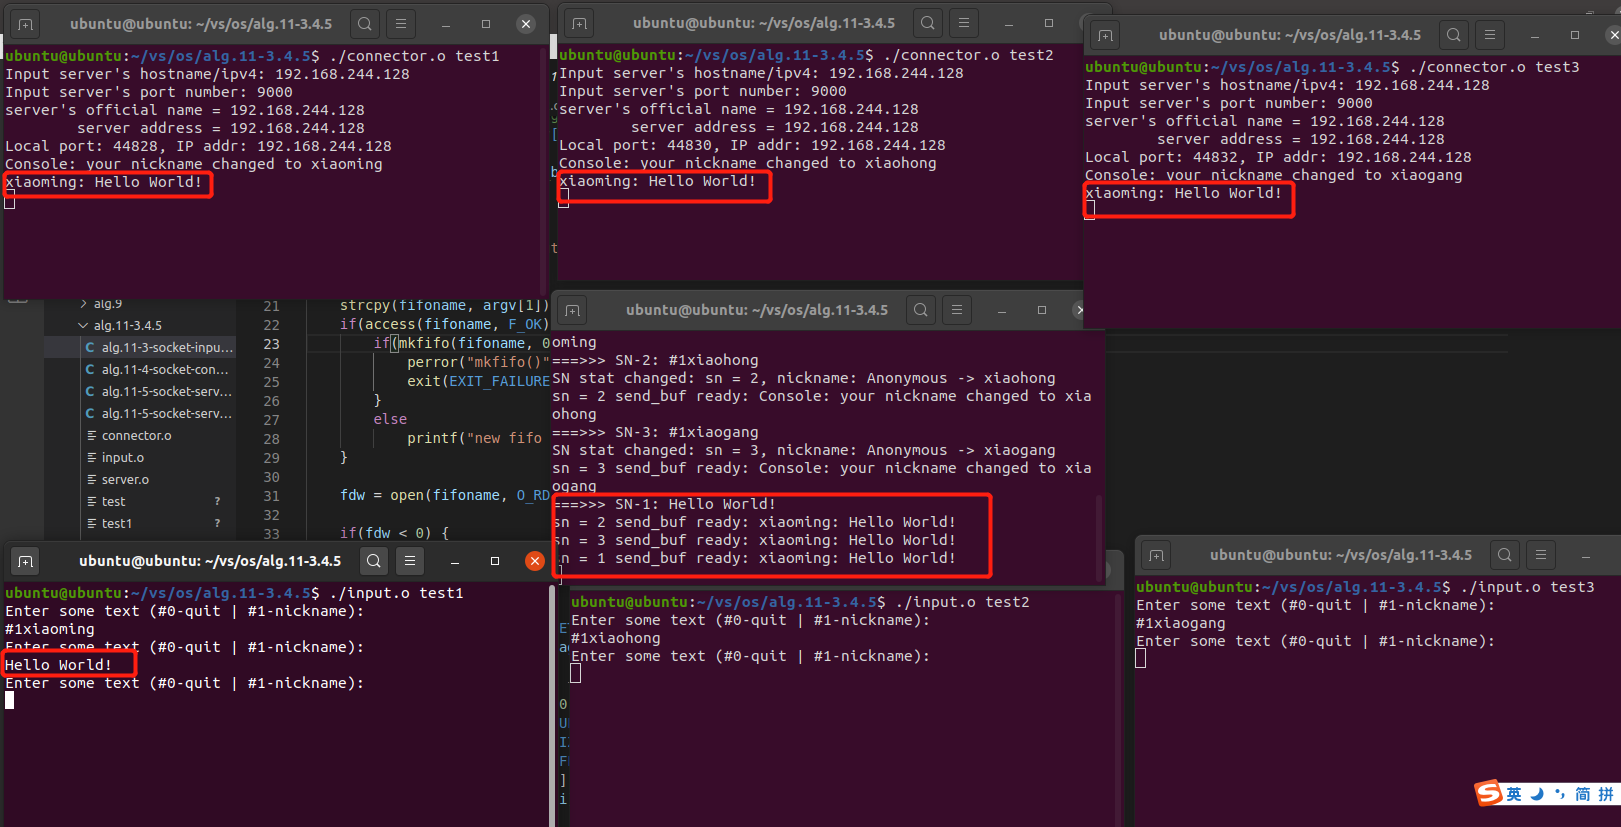 ubuntu@ubuntu: ~/vs/os/alg.11-3.4.5
ubuntu@ubuntu:~/vs/os/alg.11-3.4.5$ ./connector.o test1
Input server's hostname/ipv4: 192.168.244.128
Input server's port number: 9000
server's official name = 192.168.244.128
server address = 192.168.244.128
Local port: 44828, IP addr: 192.168.244.128
Console: your nickname changed to xiaoming
xiaoming: Hello World!
ubuntu@ubuntu: ~/vs/os/alg.11-3.4.5
ubuntu@ubuntu:~/vs/os/alg.11-3.4.5$ ./connector.o test2
Input server's hostname/ipv4: 192.168.244.128
Input server's port number: 9000
server's official name = 192.168.244.128
server address = 192.168.244.128
Local port: 44830, IP addr: 192.168.244.128
Console: your nickname changed to xiaohong
xiaoming: Hello World!
ubuntu@ubuntu: ~/vs/os/alg.11-3.4.5
ubuntu@ubuntu:~/vs/os/alg.11-3.4.5$ ./connector.o test3
Input server's hostname/ipv4: 192.168.244.128
Input server's port number: 9000
server's official name = 192.168.244.128
server address = 192.168.244.128
Local port: 44832, IP addr: 192.168.244.128
Console: your nickname changed to xiaogang
xiaoming: Hello World!
alg.9
alg.11-3.4.5
C alg.11-3-socket-inpu...
C alg.11-4-socket-con...
C alg.11-5-socket-serv...
C alg.11-5-socket-serv...
connector.o
input.o
server.o
test ?
test1 ?
21 strcpy(fifoname, argv[1])
22 if(access(fifoname, F_OK)
23 if(mkfifo(fifoname, 0
24 perror("mkfifo()"
25 exit(EXIT_FAILURE
26 }
27 else
28 printf("new fifo
29 }
30
31 fdw = open(fifoname, O_RD
32
33 if(fdw < 0) {
ubuntu@ubuntu: ~/vs/os/alg.11-3.4.5
oming
===>>> SN-2: #1xiaohong
SN stat changed: sn = 2, nickname: Anonymous -> xiaohong
sn = 2 send_buf ready: Console: your nickname changed to xia
ohong
===>>> SN-3: #1xiaogang
SN stat changed: sn = 3, nickname: Anonymous -> xiaogang
sn = 3 send_buf ready: Console: your nickname changed to xia
ogang
===>>> SN-1: Hello World!
sn = 2 send_buf ready: xiaoming: Hello World!
sn = 3 send_buf ready: xiaoming: Hello World!
sn = 1 send_buf ready: xiaoming: Hello World!
ubuntu@ubuntu: ~/vs/os/alg.11-3.4.5
ubuntu@ubuntu:~/vs/os/alg.11-3.4.5$ ./input.o test1
Enter some text (#0-quit | #1-nickname):
#1xiaoming
Enter some text (#0-quit | #1-nickname):
Hello World!
Enter some text (#0-quit | #1-nickname):
ubuntu@ubuntu:~/vs/os/alg.11-3.4.5$ ./input.o test2
Enter some text (#0-quit | #1-nickname):
#1xiaohong
Enter some text (#0-quit | #1-nickname):
ubuntu@ubuntu: ~/vs/os/alg.11-3.4.5
ubuntu@ubuntu:~/vs/os/alg.11-3.4.5$ ./input.o test3
Enter some text (#0-quit | #1-nickname):
#1xiaogang
Enter some text (#0-quit | #1-nickname):
S 英 简 拼